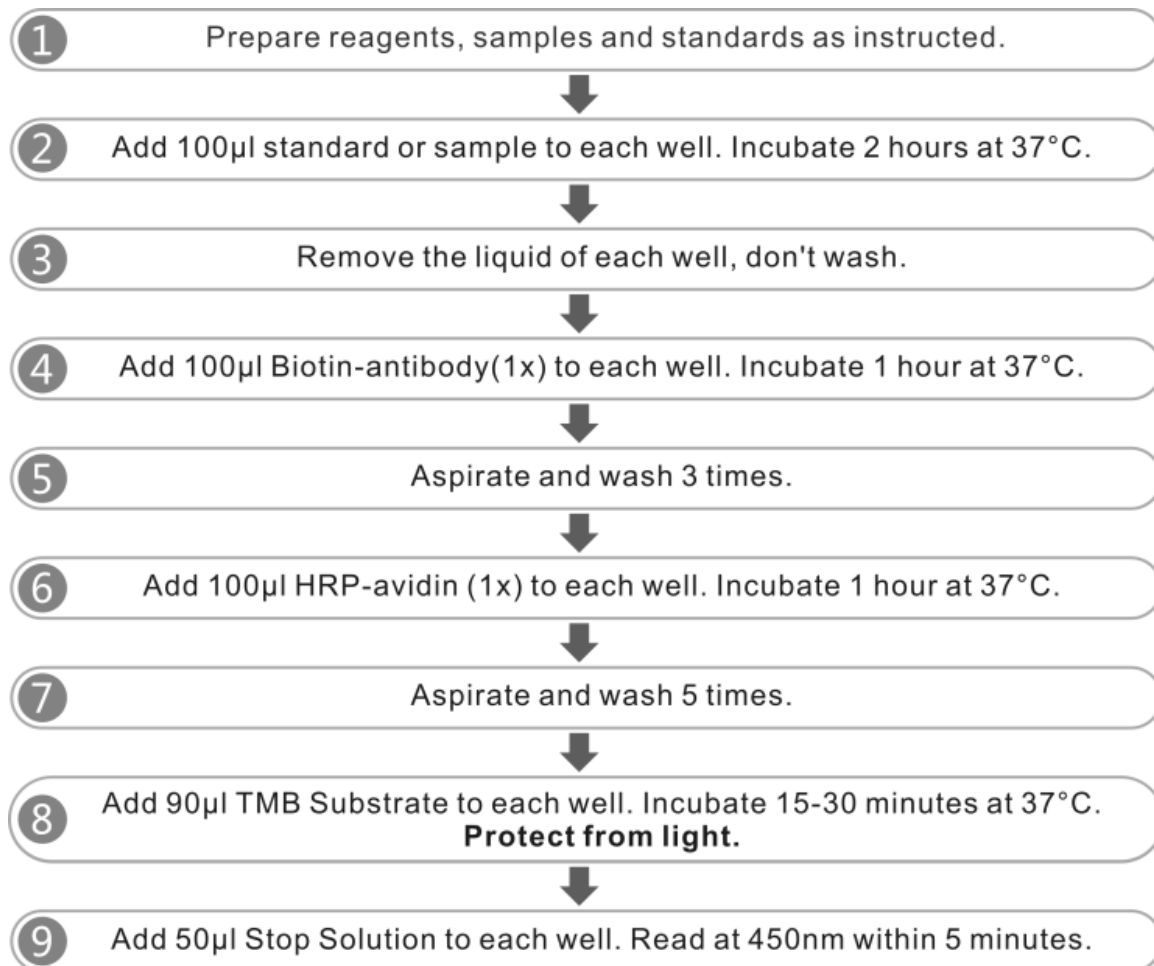 1 Prepare reagents, samples and standards as instructed.
2 Add 100µl standard or sample to each well. Incubate 2 hours at 37°C.
3 Remove the liquid of each well, don't wash.
4 Add 100µl Biotin-antibody(1x) to each well. Incubate 1 hour at 37°C.
5 Aspirate and wash 3 times.
6 Add 100µl HRP-avidin (1x) to each well. Incubate 1 hour at 37°C.
7 Aspirate and wash 5 times.
8 Add 90µl TMB Substrate to each well. Incubate 15-30 minutes at 37°C.
Protect from light.
9 Add 50µl Stop Solution to each well. Read at 450nm within 5 minutes.